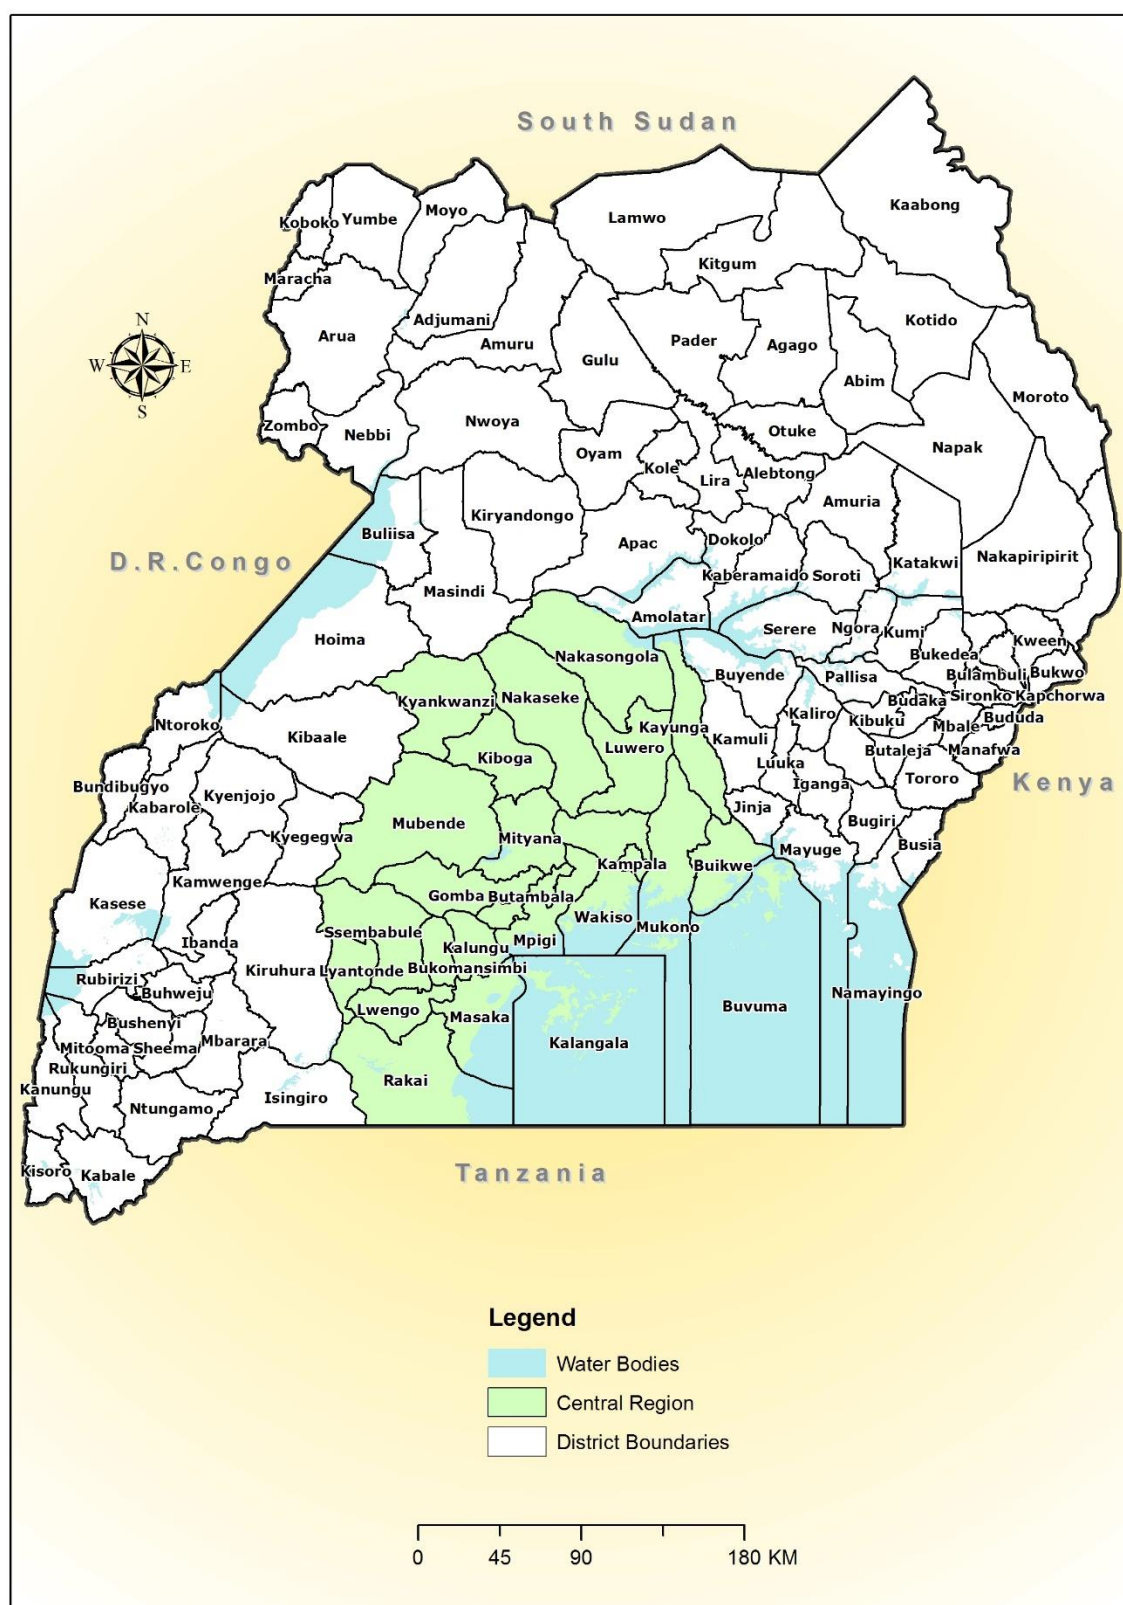 South Sudan
Kaabong
Koboko
Yumbe
Moyo
Lamwo
Kitgum
Maracha
N
W
E
S
Arua
Adjumani
Amuru
Gulu
Pader
Agago
Kotido
Abim
Moroto
Zombo
Nebbi
Nwoya
Oyam
Kole
Lira
Otuke
Alebtong
Napak
Kiryandongo
Amuria
Buliisa
Apac
Dokolo
D.R.Congo
Masindi
Kaberamaido
Soroti
Katakwi
Nakapiripirit
Hoima
Amolatar
Serere
Ngora
Kumi
Kween
Nakasongola
Bukedea
Buyende
Pallisa
Bulambuli
Bukwo
Kyankwanzi
Nakaseke
Sironko
Kapchorwa
Budaka
Ntoroko
Kibaale
Kayunga
Kaliro
Kibuku
Mbale
Bududa
Kamuli
Luwero
Butaleja
Manafwa
Kiboga
Luuka
Bundibugyo
Kabarole
Kyenjojo
Iganga
Tororo
Kenya
Jinja
Mubende
Mityana
Bugiri
Kyegegwa
Mayuge
Busia
Kampala
Buikwe
Kamwenge
Gomba
Butambala
Kasese
Wakiso
Mukono
Ssembabule
Mpigi
Ibanda
Kalungu
Kiruhura
Lyantonde
Bukomansimbi
Rubirizi
Buhweju
Buvuma
Namayingo
Lwengo
Masaka
Bushenyi
Mbarara
Kalangala
Mitooma
Sheema
Rukungiri
Rakai
Kanungu
Isingiro
Ntungamo
Kisoro
Kabale
Tanzania
Legend
Water Bodies
Central Region
District Boundaries
0 45 90 180 KM